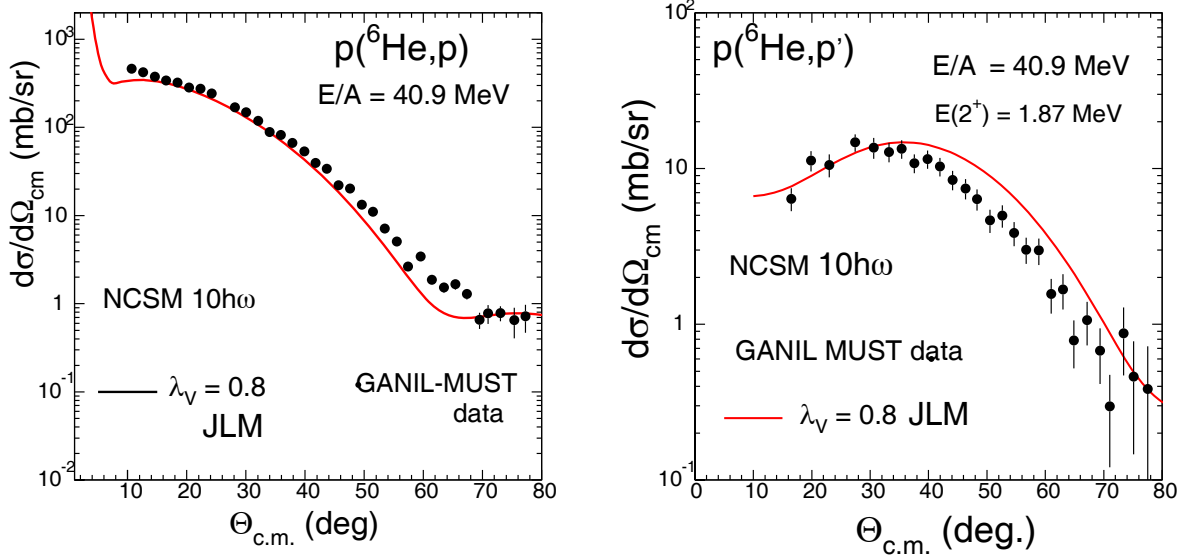 p(⁶He,p)
E/A = 40.9 MeV
dσ/dΩcm (mb/sr)
10³
10²
10
1
10⁻¹
10⁻²
NCSM 10hω
λV = 0.8
JLM
GANIL-MUST
data
10 20 30 40 50 60 70 80
Θc.m. (deg)
p(⁶He,p')
E/A = 40.9 MeV
E(2⁺) = 1.87 MeV
dσ/dΩcm (mb/sr)
10²
10
1
10⁻¹
NCSM 10hω
GANIL MUST data
λV = 0.8 JLM
0 10 20 30 40 50 60 70 80
Θc.m. (deg.)